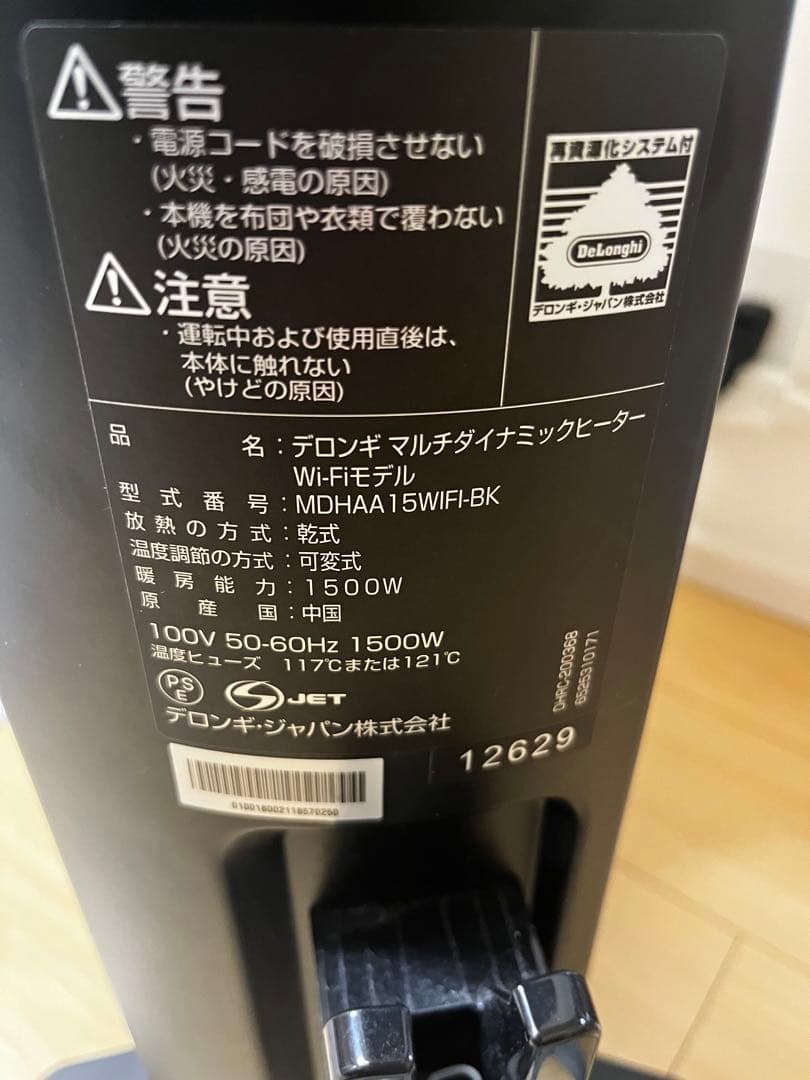 警告
・電源コードを破損させない
(火災・感電の原因)
・本機を布団や衣類で覆わない
(火災の原因)
注意
・運転中および使用直後は、
本体に触れない
(やけどの原因)
再資源化システム付
DeLonghi
デロンギ・ジャパン株式会社
品名:デロンギ マルチダイナミックヒーター
Wi-Fiモデル
型式番号:MDHAA15WIFI-BK
放熱の方式:乾式
温度調節の方式:可変式
暖房能力:1500W
原産国:中国
100V 50-60Hz 1500W
温度ヒューズ 117℃または121℃
PSE JET
デロンギ・ジャパン株式会社
DHRC-200368
6525310171
12629
010018002118570250